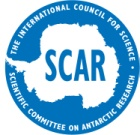 THE INTERNATIONAL COUNCIL FOR SCIENCE •
SCAR
SCIENTIFIC COMMITTEE ON ANTARCTIC RESEARCH •